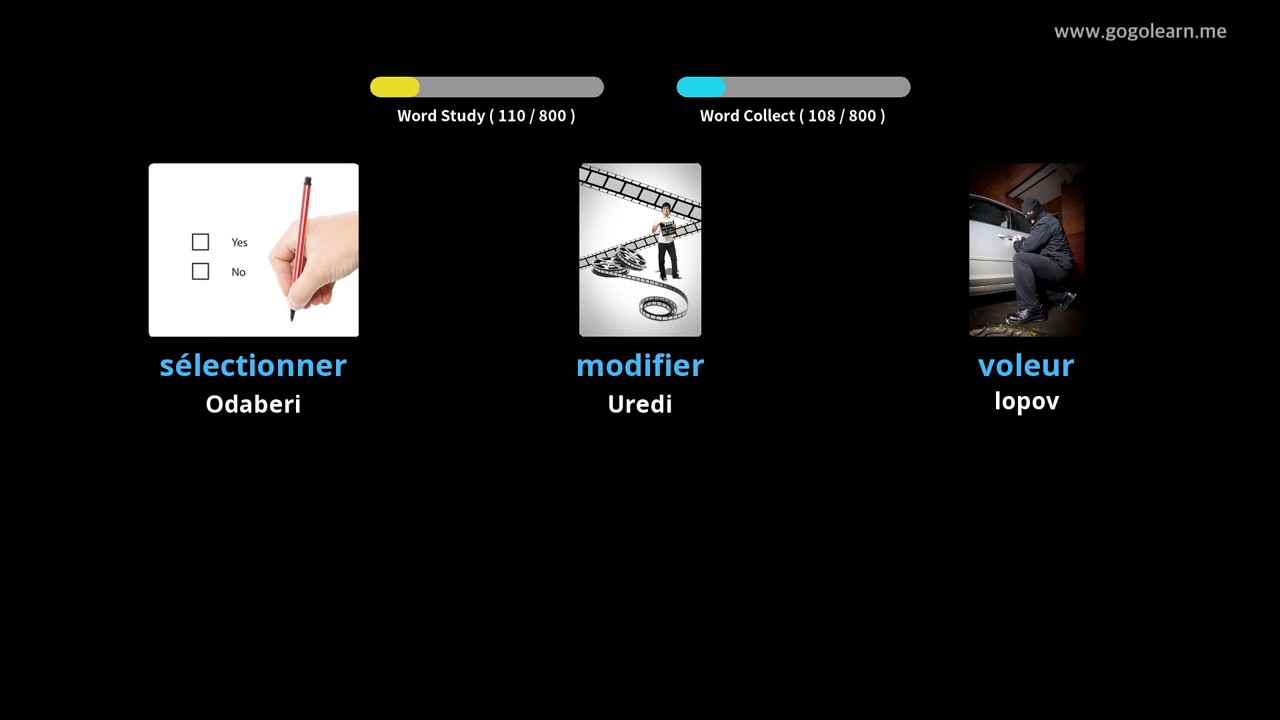 www.gogolearn.me
Word Study ( 110 / 800 )
Word Collect ( 108 / 800 )
Yes
No
sélectionner
modifier
voleur
Odaberi
Uredi
lopov